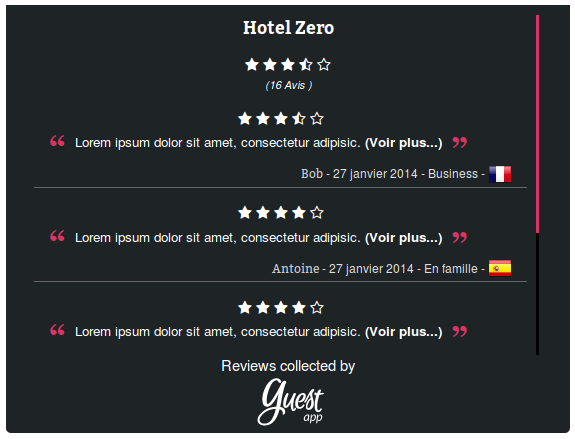 Hotel Zero
(16 Avis )
“ Lorem ipsum dolor sit amet, consectetur adipisic. (Voir plus...) ”
Bob - 27 janvier 2014 - Business -
“ Lorem ipsum dolor sit amet, consectetur adipisic. (Voir plus...) ”
Antoine - 27 janvier 2014 - En famille -
“ Lorem ipsum dolor sit amet, consectetur adipisic. (Voir plus...) ”
Reviews collected by
Guest
app